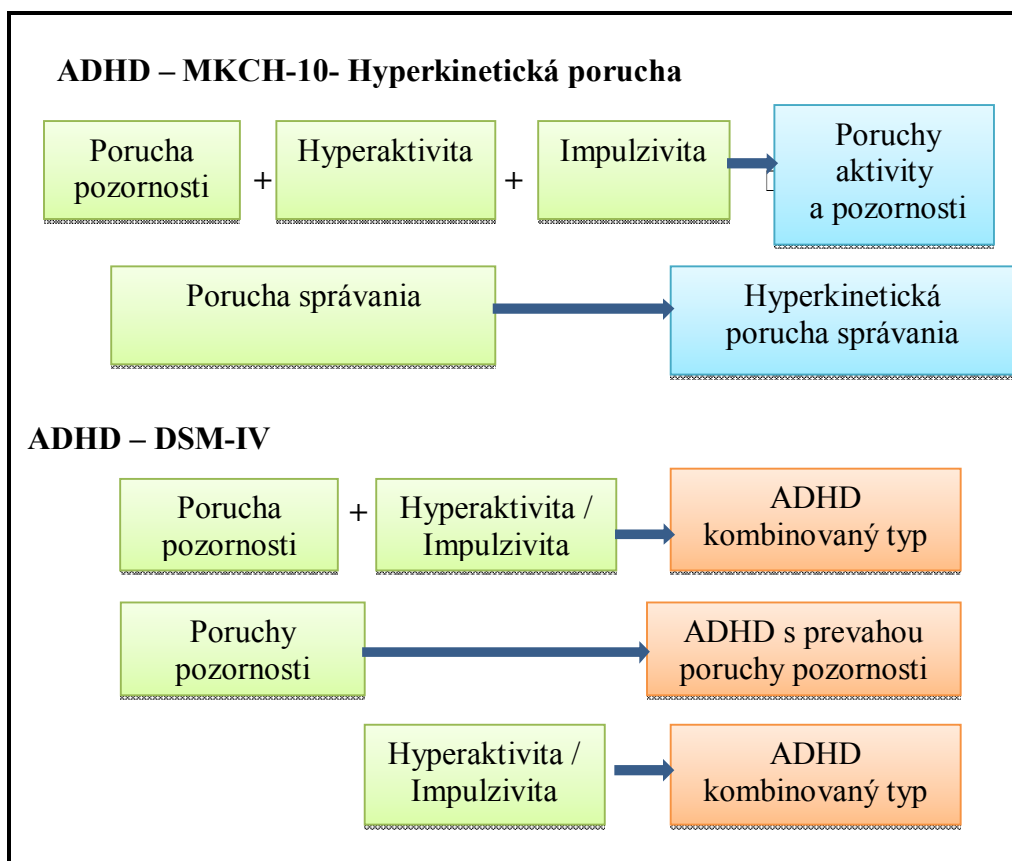 ADHD – MKCH-10- Hyperkinetická porucha
Porucha
pozornosti
+
Hyperaktivita
+
Impulzivita
Poruchy
aktivity
a pozornosti
Porucha správania
Hyperkinetická
porucha správania
ADHD – DSM-IV
Porucha
pozornosti
+
Hyperaktivita /
Impulzivita
ADHD
kombinovaný typ
Poruchy
pozornosti
ADHD s prevahou
poruchy pozornosti
Hyperaktivita /
Impulzivita
ADHD
kombinovaný typ